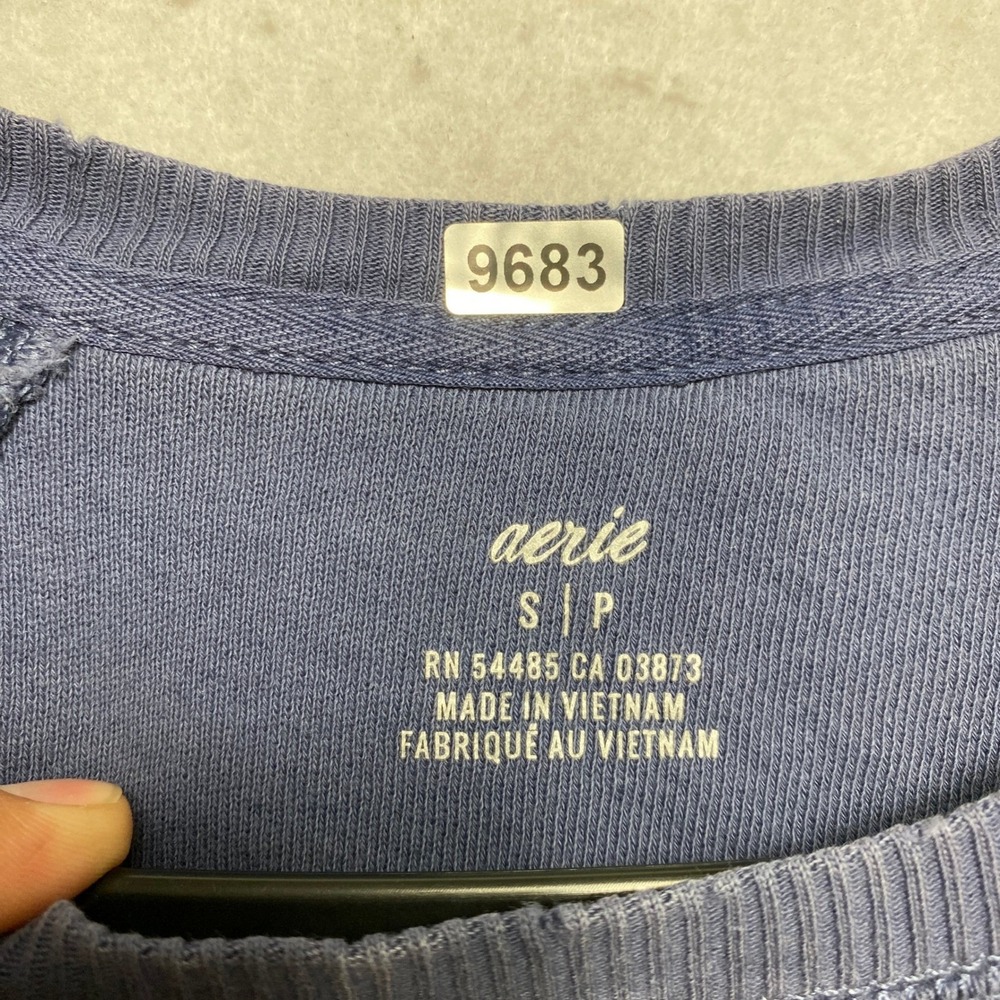 9683
aerie
S | P
RN 54485 CA 03873
MADE IN VIETNAM
FABRIQUÉ AU VIETNAM